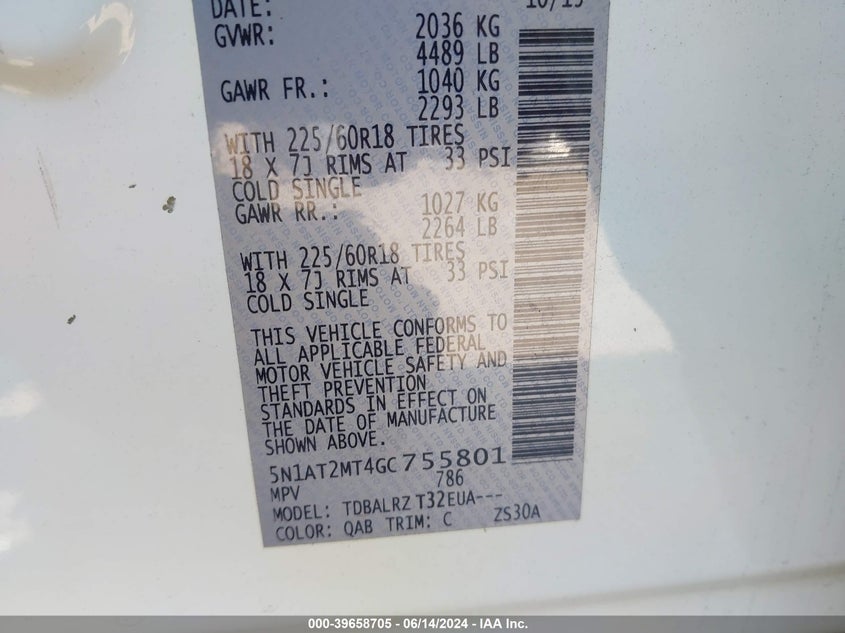 DATE: 10/15
GVWR: 2036 KG
4489 LB
GAWR FR.: 1040 KG
2293 LB
WITH 225/60R18 TIRES
18 X 7J RIMS AT 33 PSI
COLD SINGLE
GAWR RR.: 1027 KG
2264 LB
WITH 225/60R18 TIRES
18 X 7J RIMS AT 33 PSI
COLD SINGLE
THIS VEHICLE CONFORMS TO
ALL APPLICABLE FEDERAL
MOTOR VEHICLE SAFETY AND
THEFT PREVENTION
STANDARDS IN EFFECT ON
THE DATE OF MANUFACTURE
SHOWN ABOVE.
5N1AT2MT4GC755801
MPV 786
MODEL: TDBALRZ T32EUA---
COLOR: QAB TRIM: C ZS30A
000-39658705 - 06/14/2024 - IAA Inc.